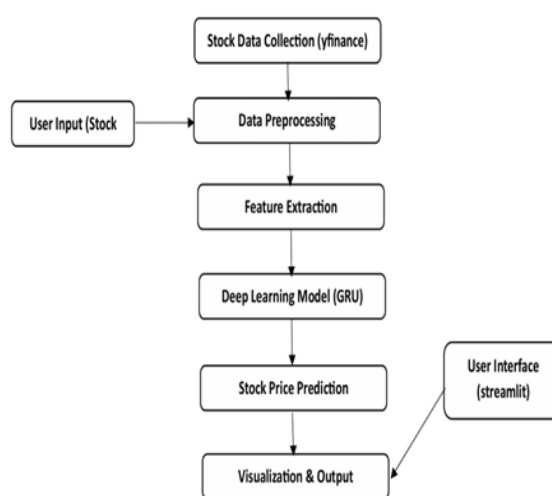 Stock Data Collection (yfinance)
User Input (Stock
Data Preprocessing
Feature Extraction
Deep Learning Model (GRU)
Stock Price Prediction
User Interface
(streamlit)
Visualization & Output